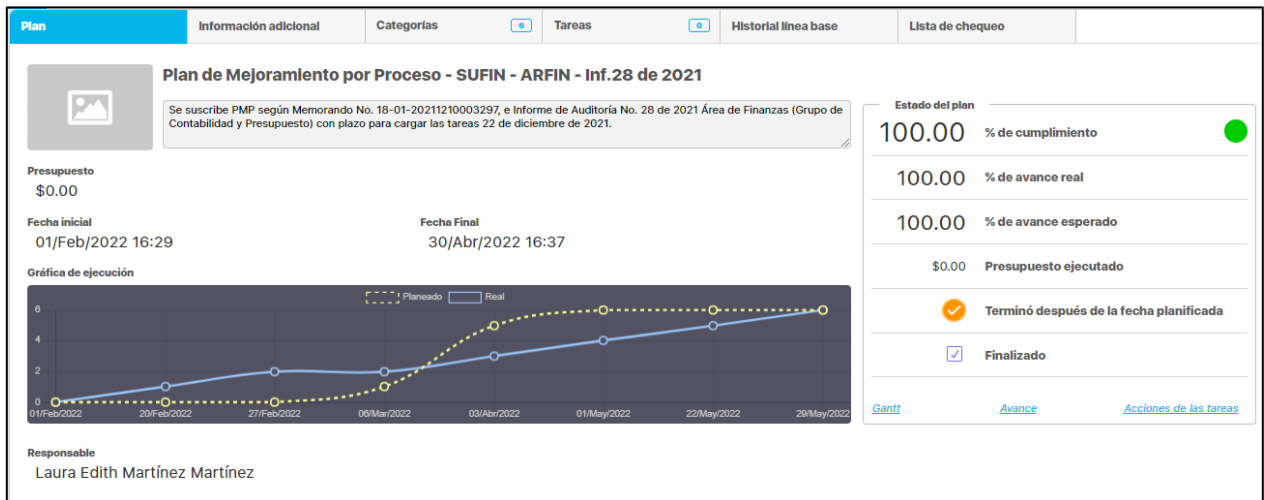 Plan
Información adicional
Categorías 6
Tareas 0
Historial línea base
Lista de chequeo
Plan de Mejoramiento por Proceso - SUFIN - ARFIN - Inf.28 de 2021
Se suscribe PMP según Memorando No. 18-01-20211210003297, e Informe de Auditoría No. 28 de 2021 Área de Finanzas (Grupo de
Contabilidad y Presupuesto) con plazo para cargar las tareas 22 de diciembre de 2021.
Presupuesto
$0.00
Fecha inicial
01/Feb/2022 16:29
Fecha Final
30/Abr/2022 16:37
Gráfica de ejecución
Planeado Real
6
4
2
0
01/Feb/2022 20/Feb/2022 27/Feb/2022 06/Mar/2022 03/Abr/2022 01/May/2022 22/May/2022 29/May/2022
Responsable
Laura Edith Martínez Martínez
Estado del plan
100.00 % de cumplimiento
100.00 % de avance real
100.00 % de avance esperado
$0.00 Presupuesto ejecutado
Terminó después de la fecha planificada
Finalizado
Gantt Avance Acciones de las tareas